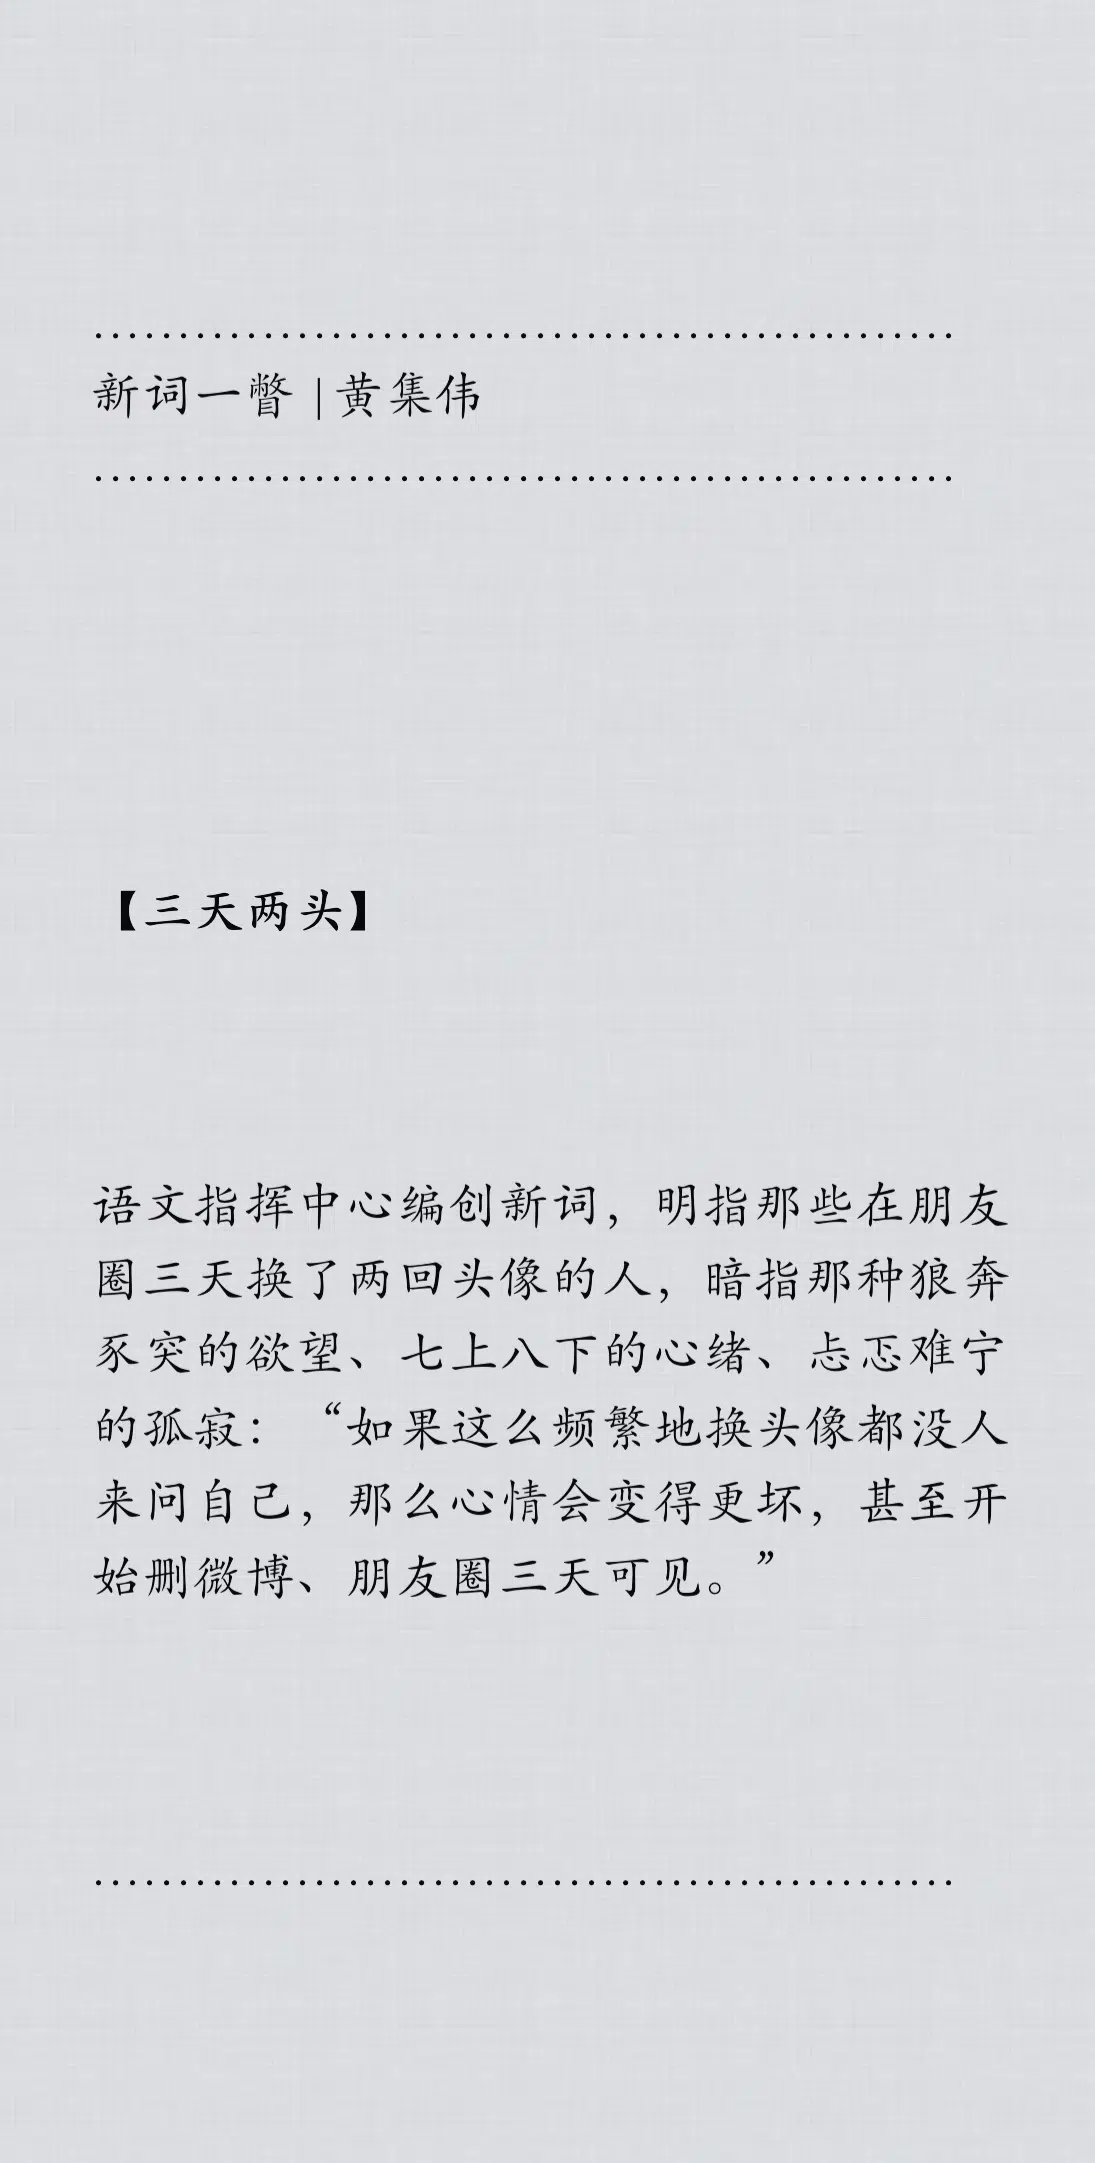 新词一瞥 | 黄集伟
【三天两头】
语文指挥中心编创新词，明指那些在朋友
圈三天换了两回头像的人，暗指那种狼奔
豕突的欲望、七上八下的心绪、忐忑难宁
的孤寂：“如果这么频繁地换头像都没人
来问自己，那么心情会变得更坏，甚至开
始删微博、朋友圈三天可见。”